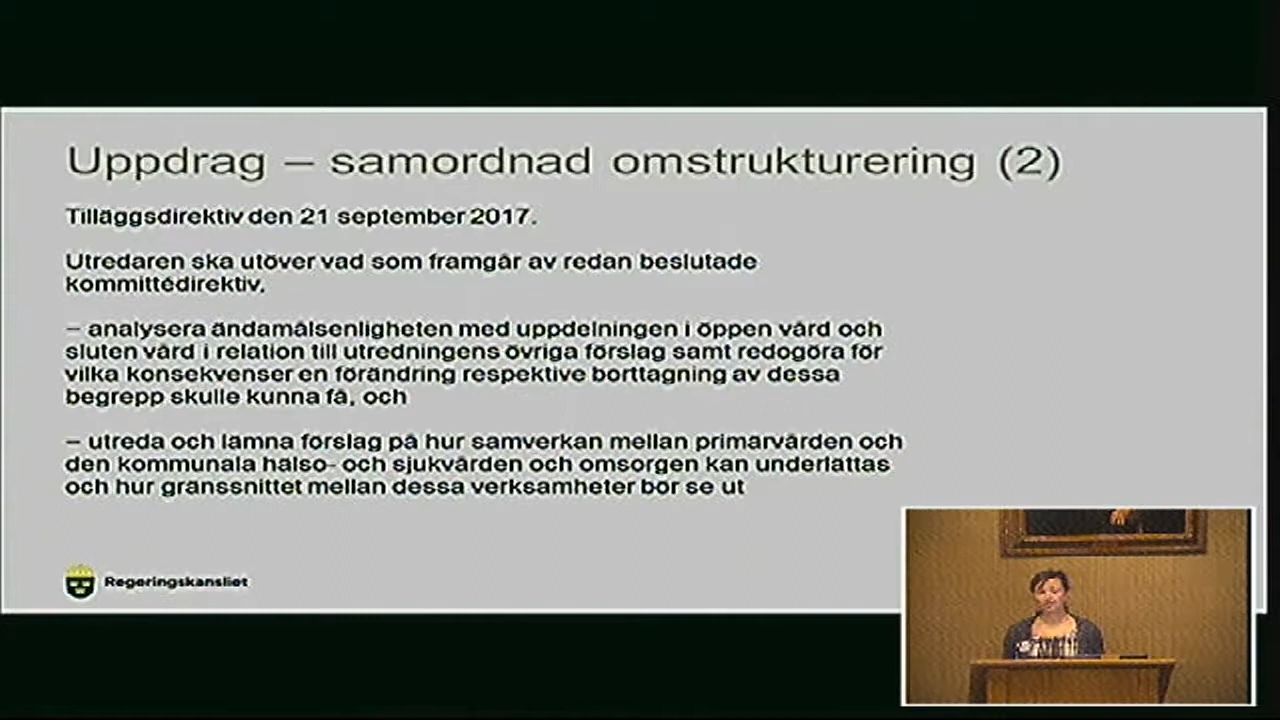 Uppdrag – samordnad omstrukturering (2)
Tilläggsdirektiv den 21 september 2017.
Utredaren ska utöver vad som framgår av redan beslutade
kommittédirektiv,
– analysera ändamålsenligheten med uppdelningen i öppen vård och
sluten vård i relation till utredningens övriga förslag samt redogöra för
vilka konsekvenser en förändring respektive borttagning av dessa
begrepp skulle kunna få, och
– utreda och lämna förslag på hur samverkan mellan primärvården och
den kommunala hälso- och sjukvården och omsorgen kan underlättas
och hur gränssnittet mellan dessa verksamheter bör se ut
Regeringskansliet